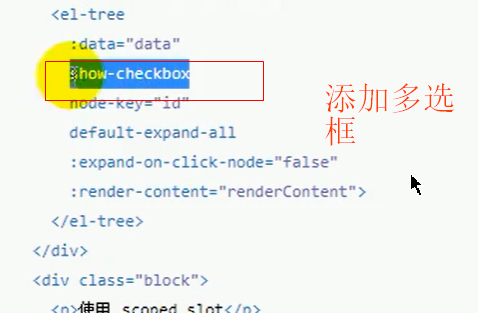 <el-tree
:data="data"
show-checkbox
node-key="id"
default-expand-all
:expand-on-click-node="false"
:render-content="renderContent">
</el-tree>
</div>
<div class="block">
<p>使用 scoped slot</p>
添加多选
框